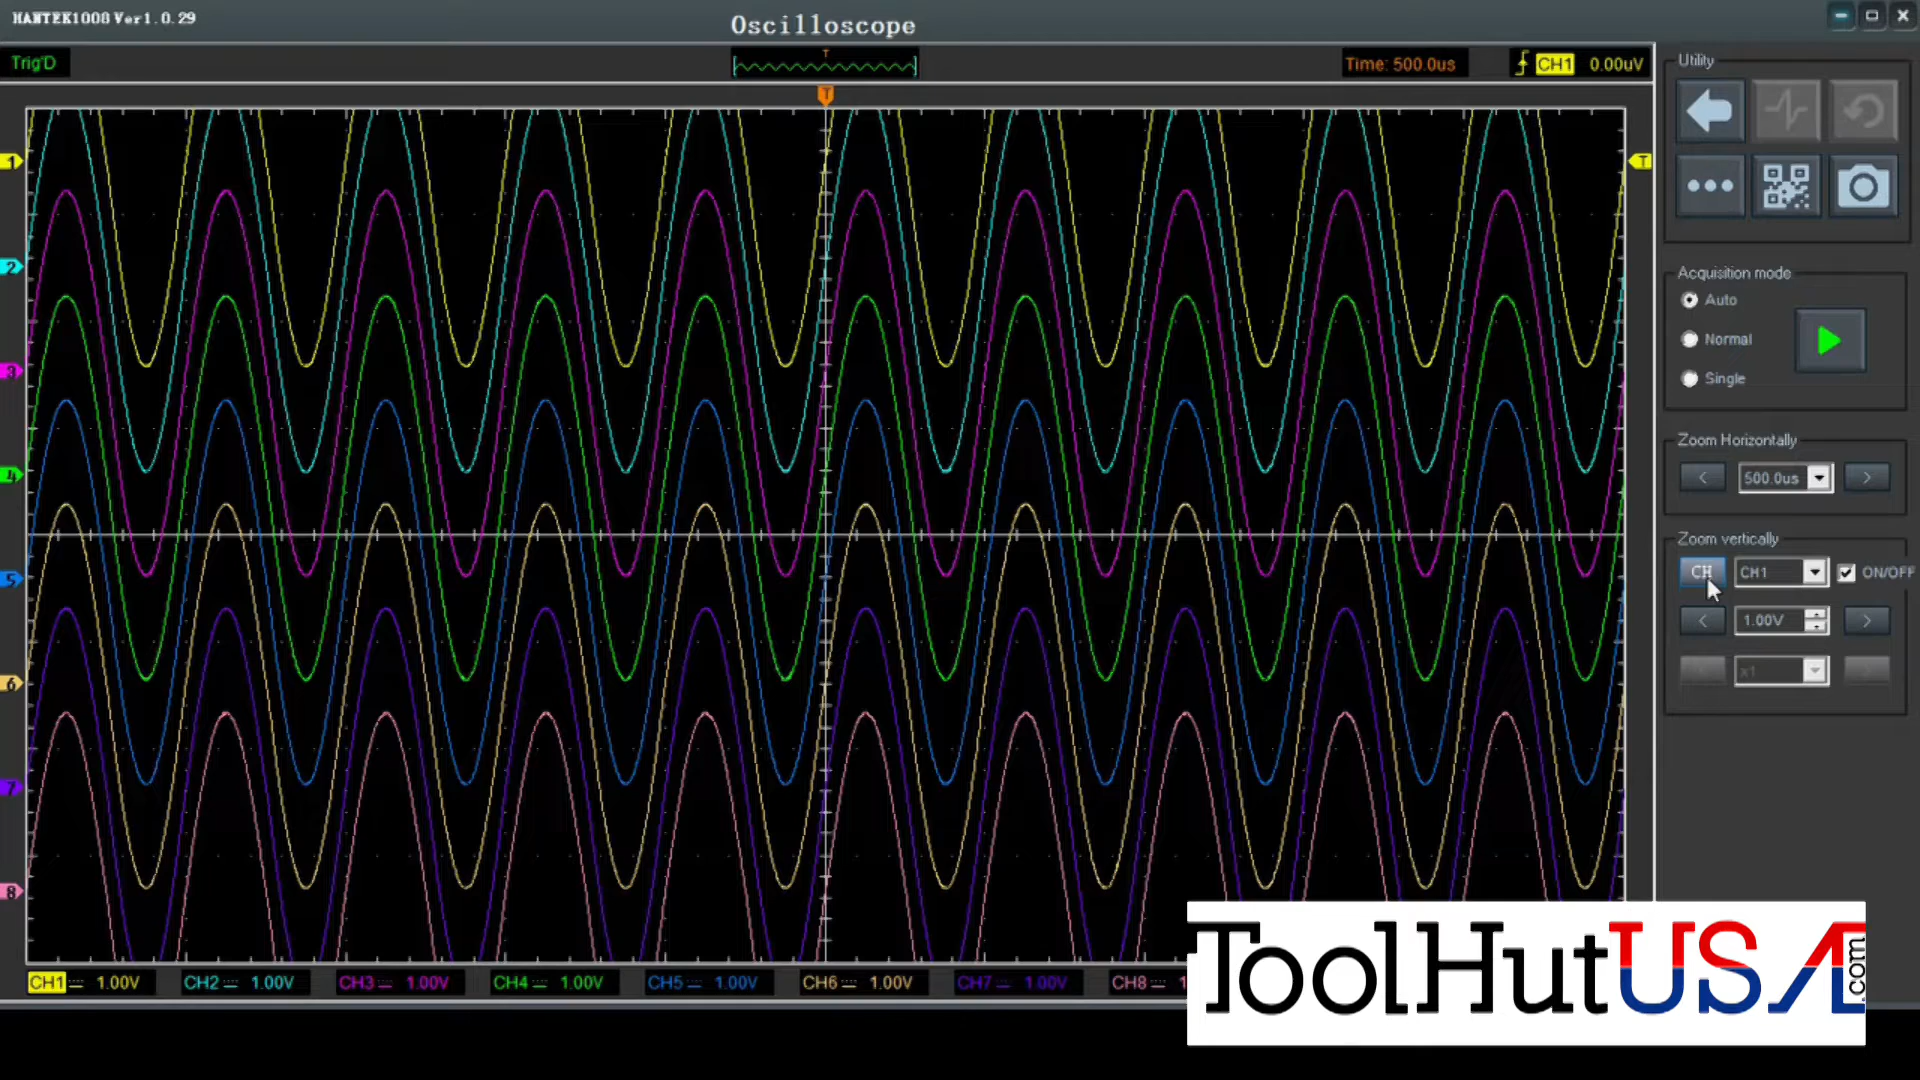 HANTEK1008 Ver1.0.29
Oscilloscope
Trig'D
T
Time: 500.0us
CH1 0.00uV
T
1
T
2
3
4
5
6
7
8
Utility
Acquisition mode
Auto
Normal
Single
Zoom Horizontally
< 500.0us >
Zoom vertically
CH CH1 ON/OFF
< 1.00V >
x1
CH1 1.00V CH2 1.00V CH3 1.00V CH4 1.00V CH5 1.00V CH6 1.00V CH7 1.00V CH8
ToolHutUSA.com